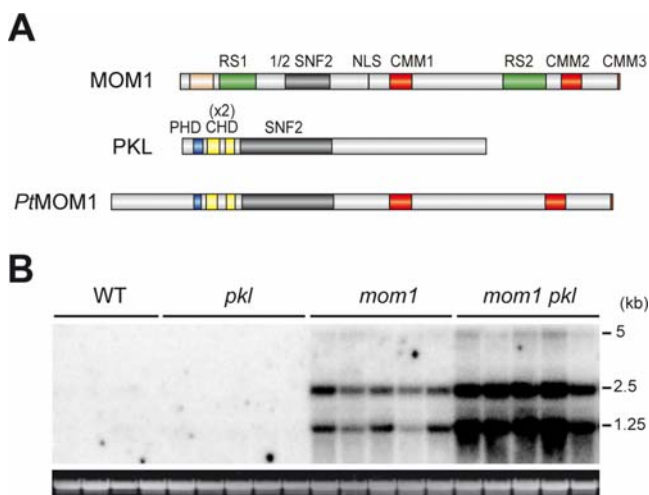 A
RS1 1/2 SNF2 NLS CMM1 RS2 CMM2 CMM3
MOM1
(x2)
PHD CHD SNF2
PKL
PtMOM1
B
WT pkl mom1 mom1 pkl (kb)
5
2.5
1.25